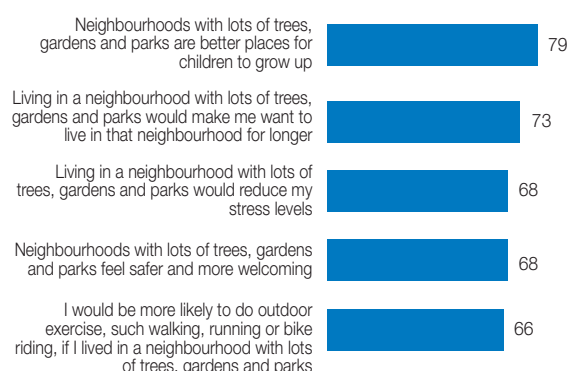 Neighbourhoods with lots of trees,
gardens and parks are better places for
children to grow up
79
Living in a neighbourhood with lots of trees,
gardens and parks would make me want to
live in that neighbourhood for longer
73
Living in a neighbourhood with lots of
trees, gardens and parks would reduce my
stress levels
68
Neighbourhoods with lots of trees, gardens
and parks feel safer and more welcoming
68
I would be more likely to do outdoor
exercise, such walking, running or bike
riding, if I lived in a neighbourhood with lots
of trees, gardens and parks
66